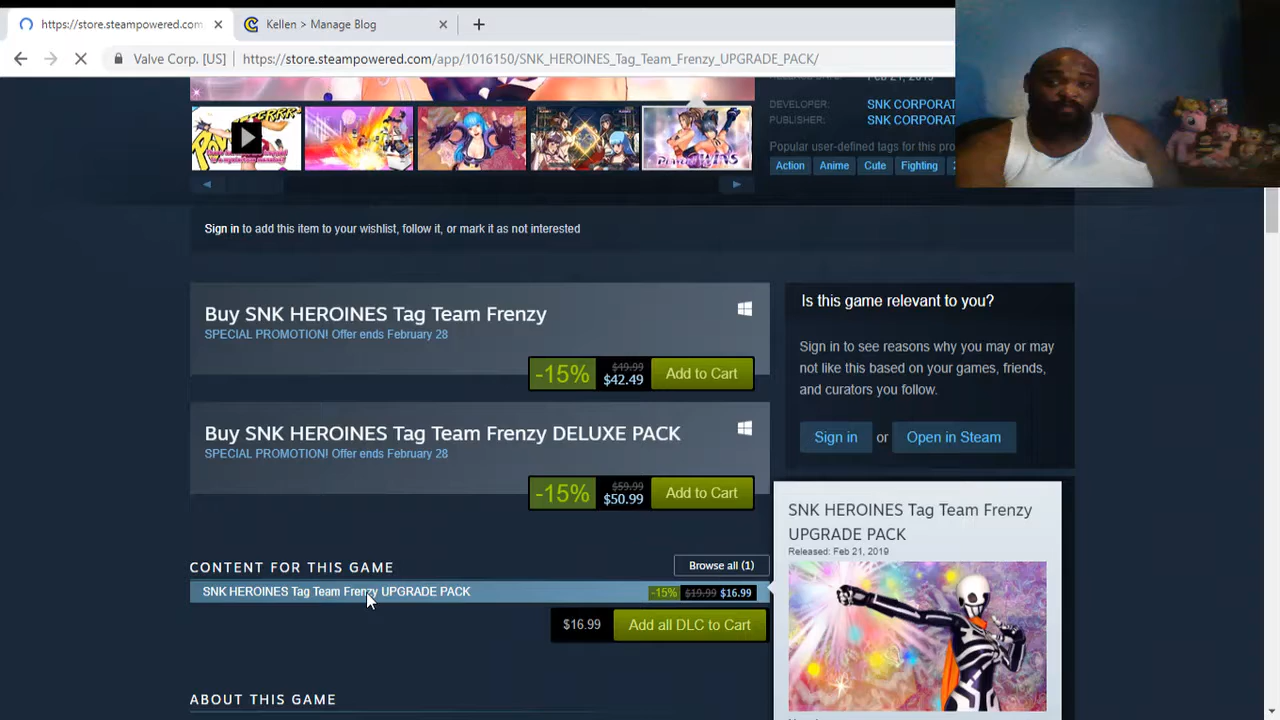 https://store.steampowered.com
Kellen > Manage Blog
Valve Corp. [US]
https://store.steampowered.com/app/1016150/SNK_HEROINES_Tag_Team_Frenzy_UPGRADE_PACK/
DEVELOPER: SNK CORPORAT
PUBLISHER: SNK CORPORAT
Popular user-defined tags for this pro
Action Anime Cute Fighting
Sign in to add this item to your wishlist, follow it, or mark it as not interested
Buy SNK HEROINES Tag Team Frenzy
SPECIAL PROMOTION! Offer ends February 28
-15% $49.99 $42.49 Add to Cart
Buy SNK HEROINES Tag Team Frenzy DELUXE PACK
SPECIAL PROMOTION! Offer ends February 28
-15% $59.99 $50.99 Add to Cart
Is this game relevant to you?
Sign in to see reasons why you may or may
not like this based on your games, friends,
and curators you follow.
Sign in or Open in Steam
CONTENT FOR THIS GAME
Browse all (1)
SNK HEROINES Tag Team Frenzy UPGRADE PACK
-15% $19.99 $16.99
$16.99 Add all DLC to Cart
SNK HEROINES Tag Team Frenzy
UPGRADE PACK
Released: Feb 21, 2019
ABOUT THIS GAME